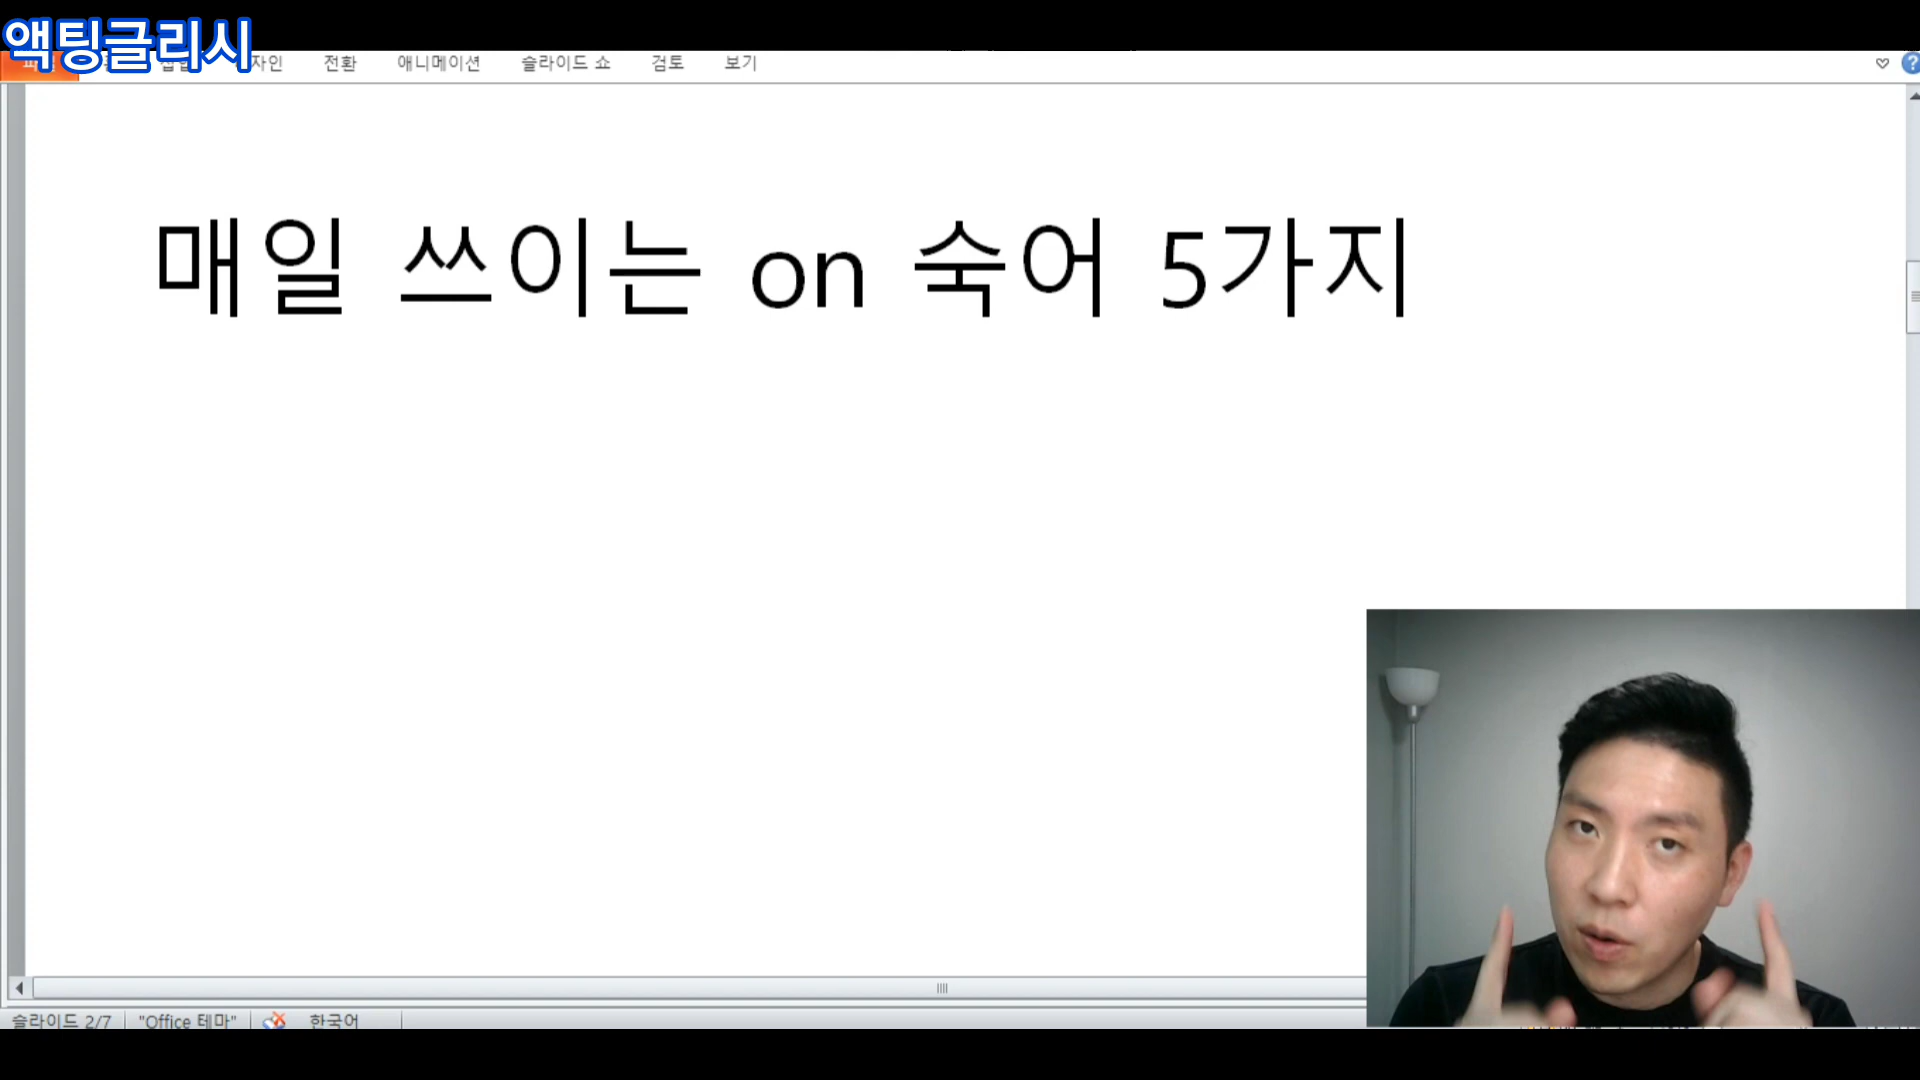 액팅글리시
전환 애니메이션 슬라이드 쇼 검토 보기
매일 쓰이는 on 숙어 5가지
슬라이드 2/7 "Office 테마" 한국어